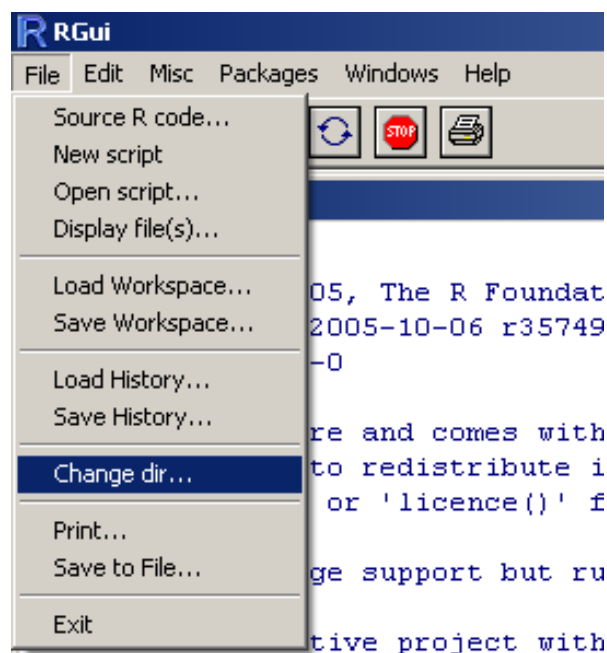 RGui
File Edit Misc Packages Windows Help
STOP
Source R code...
New script
Open script...
Display file(s)...
Load Workspace...
Save Workspace...
Load History...
Save History...
Change dir...
Print...
Save to File...
Exit
05, The R Foundat
2005-10-06 r35749
-0
re and comes with
to redistribute i
or 'licence()' f
ge support but ru
tive project with